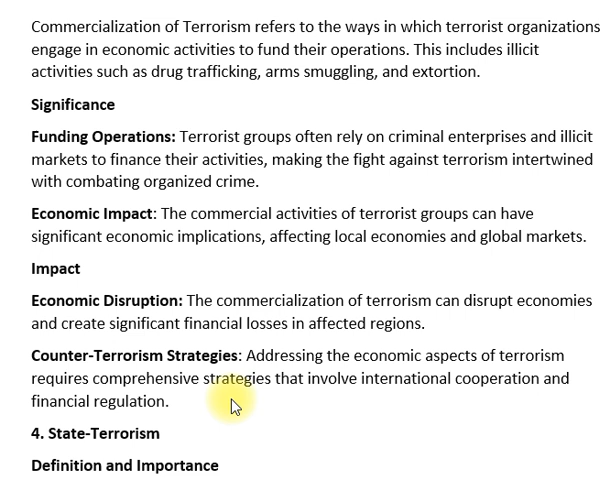 Commercialization of Terrorism refers to the ways in which terrorist organizations
engage in economic activities to fund their operations. This includes illicit
activities such as drug trafficking, arms smuggling, and extortion.
Significance
Funding Operations: Terrorist groups often rely on criminal enterprises and illicit
markets to finance their activities, making the fight against terrorism intertwined
with combating organized crime.
Economic Impact: The commercial activities of terrorist groups can have
significant economic implications, affecting local economies and global markets.
Impact
Economic Disruption: The commercialization of terrorism can disrupt economies
and create significant financial losses in affected regions.
Counter-Terrorism Strategies: Addressing the economic aspects of terrorism
requires comprehensive strategies that involve international cooperation and
financial regulation.
4. State-Terrorism
Definition and Importance